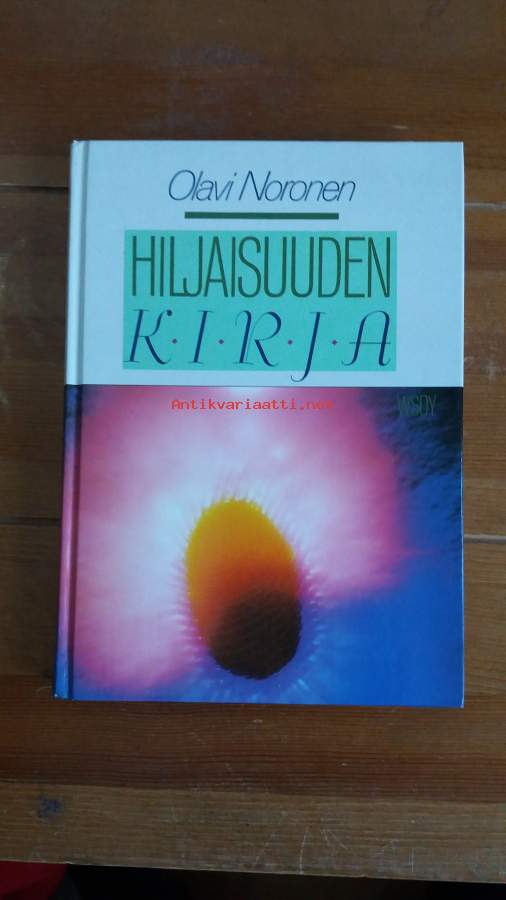 Olavi Noronen
HILJAISUUDEN
K·I·R·J·A
Antikvariaatti.net
WSOY